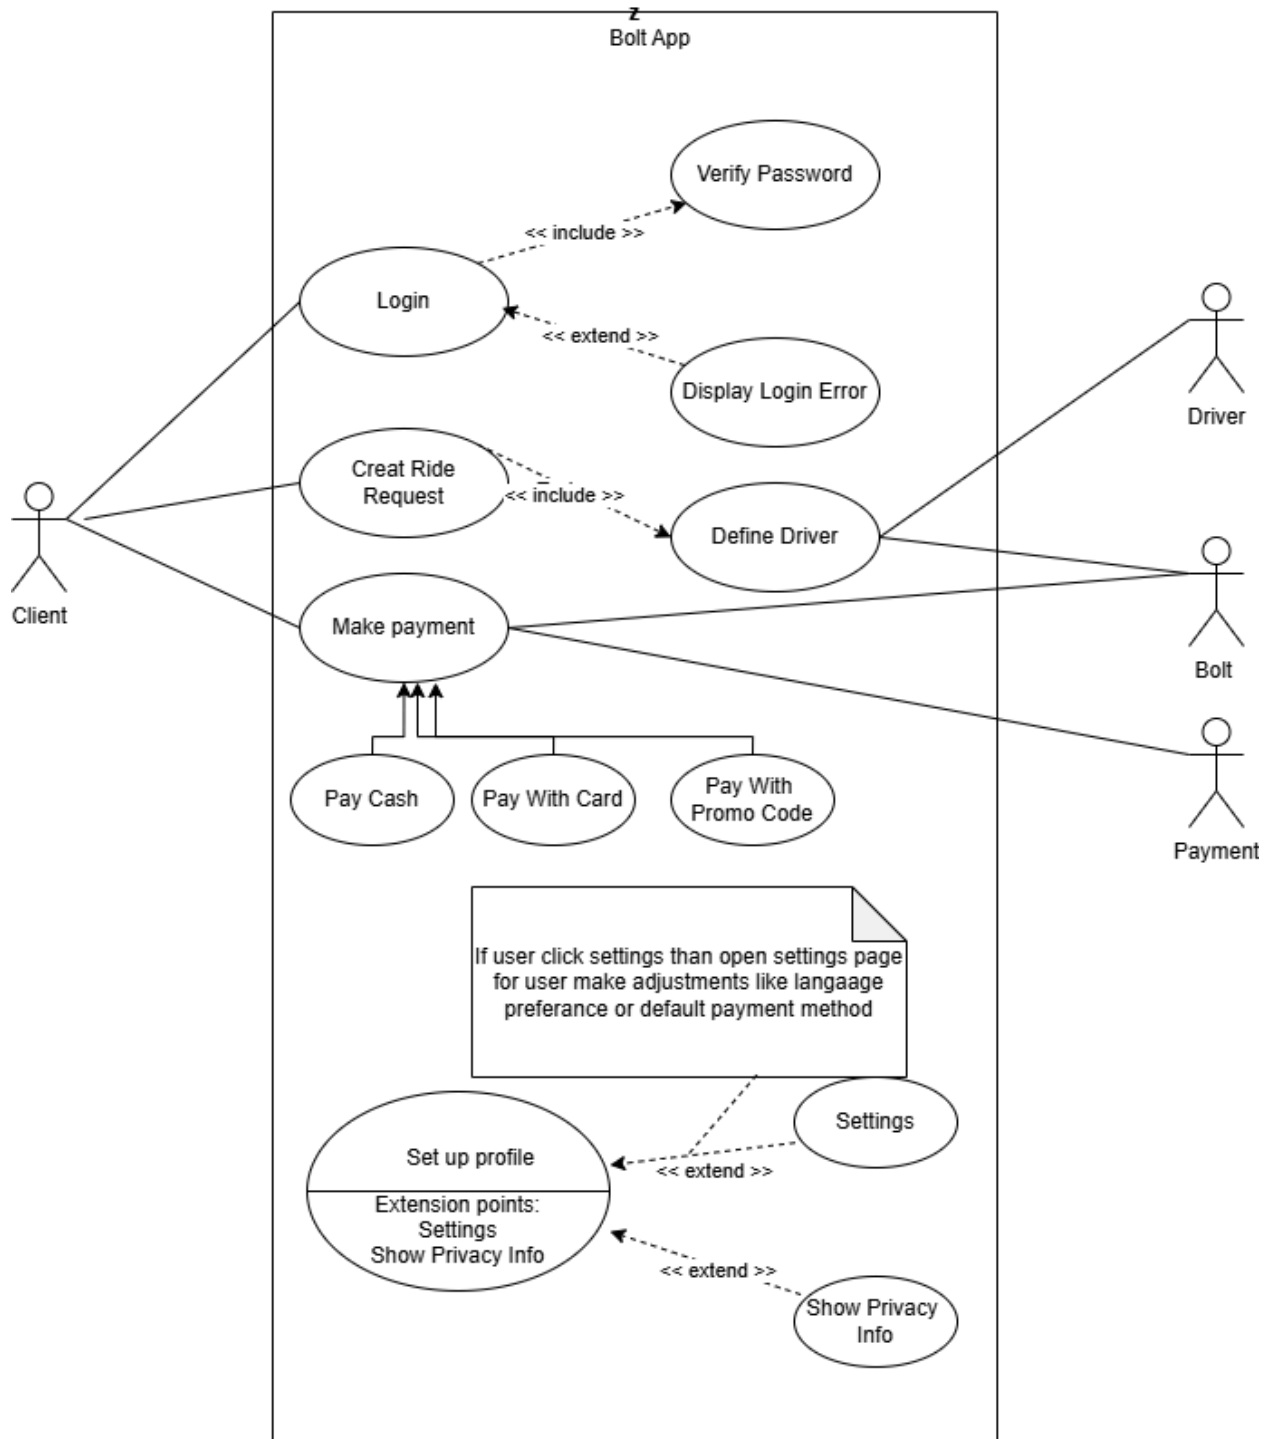 z
Bolt App
Verify Password
<< include >>
Login
<< extend >>
Display Login Error
Driver
Creat Ride
Request
<< include >>
Define Driver
Client
Make payment
Bolt
Pay Cash
Pay With Card
Pay With
Promo Code
Payment
If user click settings than open settings page
for user make adjustments like langaage
preferance or default payment method
Settings
Set up profile
<< extend >>
Extension points:
Settings
Show Privacy Info
<< extend >>
Show Privacy
Info